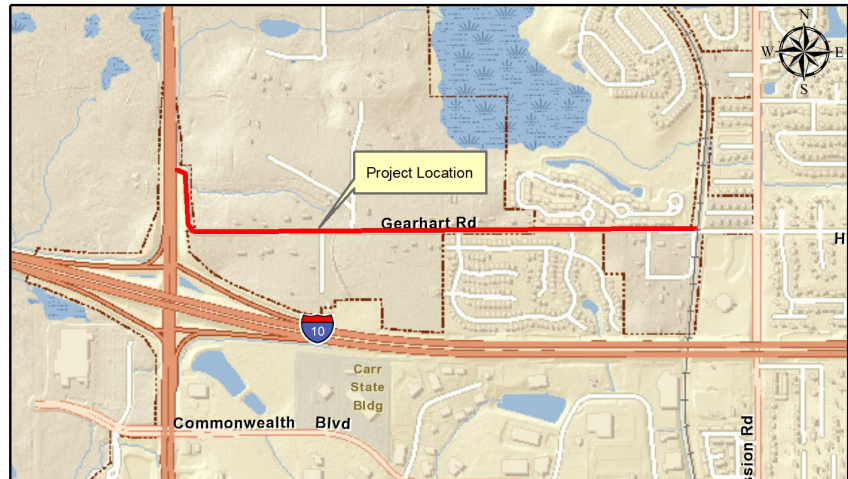 N
W E
S
Project Location
Gearhart Rd
H
10
Carr
State
Bldg
Commonwealth Blvd
ssion Rd